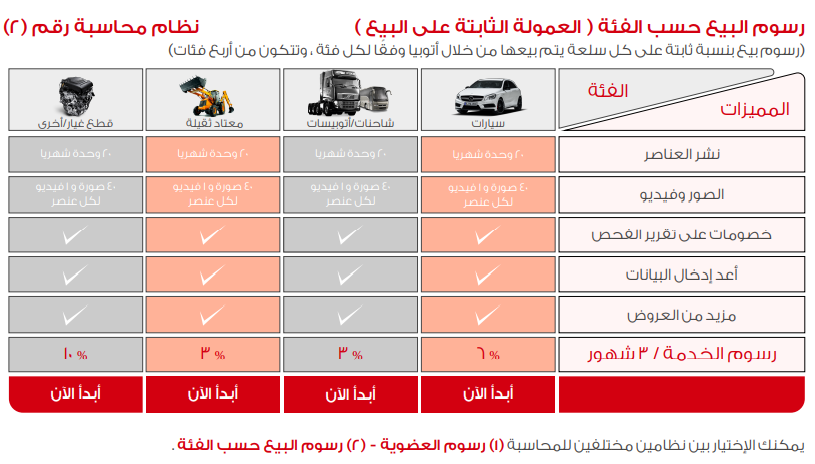 رسوم البيع حسب الفئة ( العمولة الثابتة على البيع ) نظام محاسبة رقم (٢)
(رسوم بيع بنسبة ثابتة على كل سلعة يتم بيعها من خلال أتوبيا وفقًا لكل فئة ، وتتكون من أربع فئات)
الفئة
المميزات
سيارات
شاحنات/أتوبيسات
معتاد ثقيلة
قطع غيار/أخرى
نشر العناصر ٢٠ وحدة شهريا ٢٠ وحدة شهريا ٢٠ وحدة شهريا ٢٠ وحدة شهريا
الصور وفيديو ٤٠ صورة و ١ فيديو لكل عنصر ٤٠ صورة و ١ فيديو لكل عنصر ٤٠ صورة و ١ فيديو لكل عنصر ٤٠ صورة و ١ فيديو لكل عنصر
خصومات على تقرير الفحص
أعد إدخال البيانات
مزيد من العروض
رسوم الخدمة / ٣ شهور ٦ % ٣ % ٣ % ١٠ %
أبدأ الآن أبدأ الآن أبدأ الآن أبدأ الآن
يمكنك الإختيار بين نظامين مختلفين للمحاسبة (١) رسوم العضوية - (٢) رسوم البيع حسب الفئة .